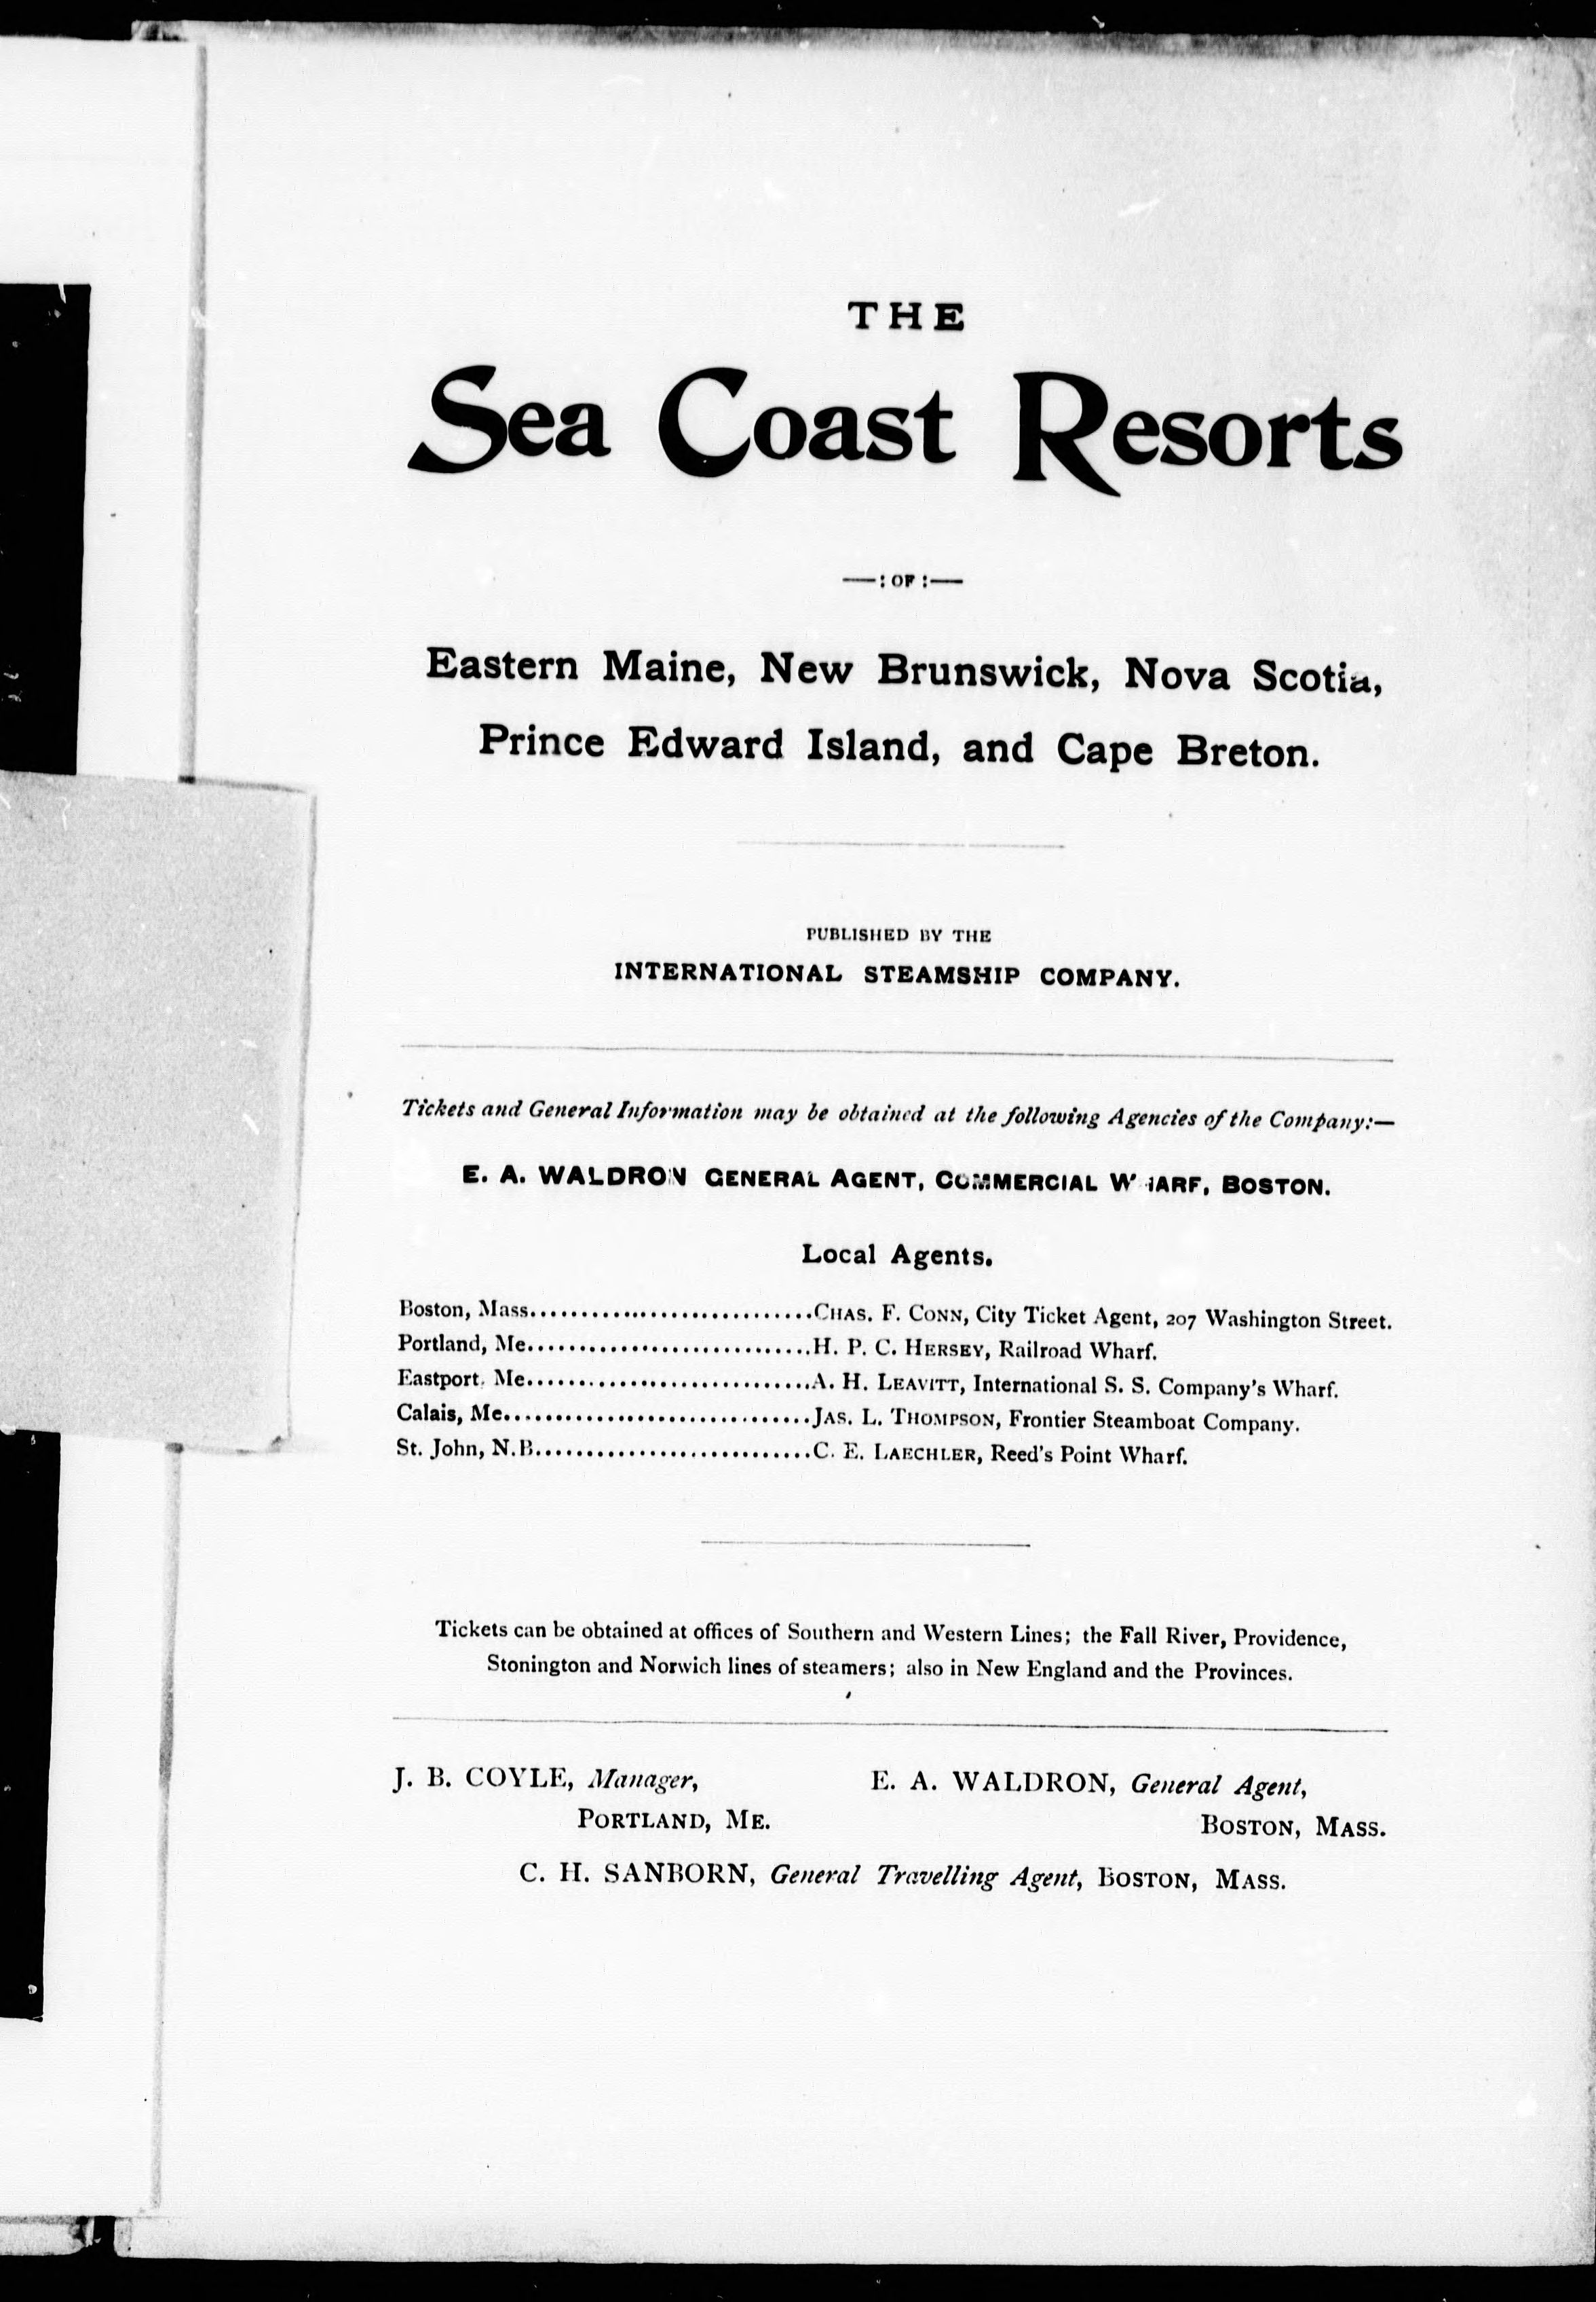 THE
Sea Coast Resorts
—: OF :—
Eastern Maine, New Brunswick, Nova Scotia,
Prince Edward Island, and Cape Breton.
PUBLISHED BY THE
INTERNATIONAL STEAMSHIP COMPANY.
Tickets and General Information may be obtained at the following Agencies of the Company:—
E. A. WALDRON GENERAL AGENT, COMMERCIAL WHARF, BOSTON.
Local Agents.
Boston, Mass............................CHAS. F. CONN, City Ticket Agent, 207 Washington Street.
Portland, Me............................H. P. C. HERSEY, Railroad Wharf.
Eastport, Me............................A. H. LEAVITT, International S. S. Company's Wharf.
Calais, Me..............................JAS. L. THOMPSON, Frontier Steamboat Company.
St. John, N.B...........................C. E. LAECHLER, Reed's Point Wharf.
Tickets can be obtained at offices of Southern and Western Lines; the Fall River, Providence,
Stonington and Norwich lines of steamers; also in New England and the Provinces.
J. B. COYLE, Manager,
PORTLAND, ME.
E. A. WALDRON, General Agent,
BOSTON, MASS.
C. H. SANBORN, General Travelling Agent, BOSTON, MASS.